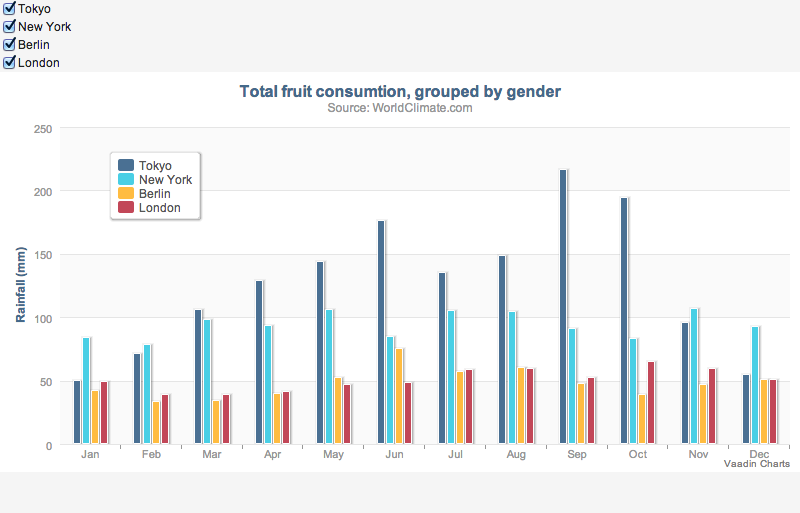 Tokyo
New York
Berlin
London
Total fruit consumtion, grouped by gender
Source: WorldClimate.com
Rainfall (mm)
250
200
150
100
50
0
Tokyo
New York
Berlin
London
Jan Feb Mar Apr May Jun Jul Aug Sep Oct Nov Dec
Vaadin Charts